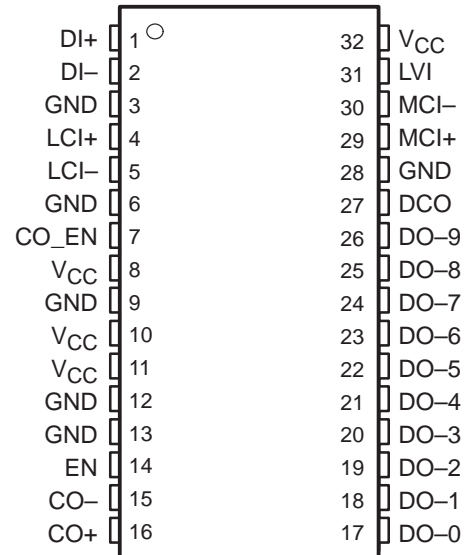 DI+ 1 32 VCC
DI– 2 31 LVI
GND 3 30 MCI–
LCI+ 4 29 MCI+
LCI– 5 28 GND
GND 6 27 DCO
CO_EN 7 26 DO–9
VCC 8 25 DO–8
GND 9 24 DO–7
VCC 10 23 DO–6
VCC 11 22 DO–5
GND 12 21 DO–4
GND 13 20 DO–3
EN 14 19 DO–2
CO– 15 18 DO–1
CO+ 16 17 DO–0